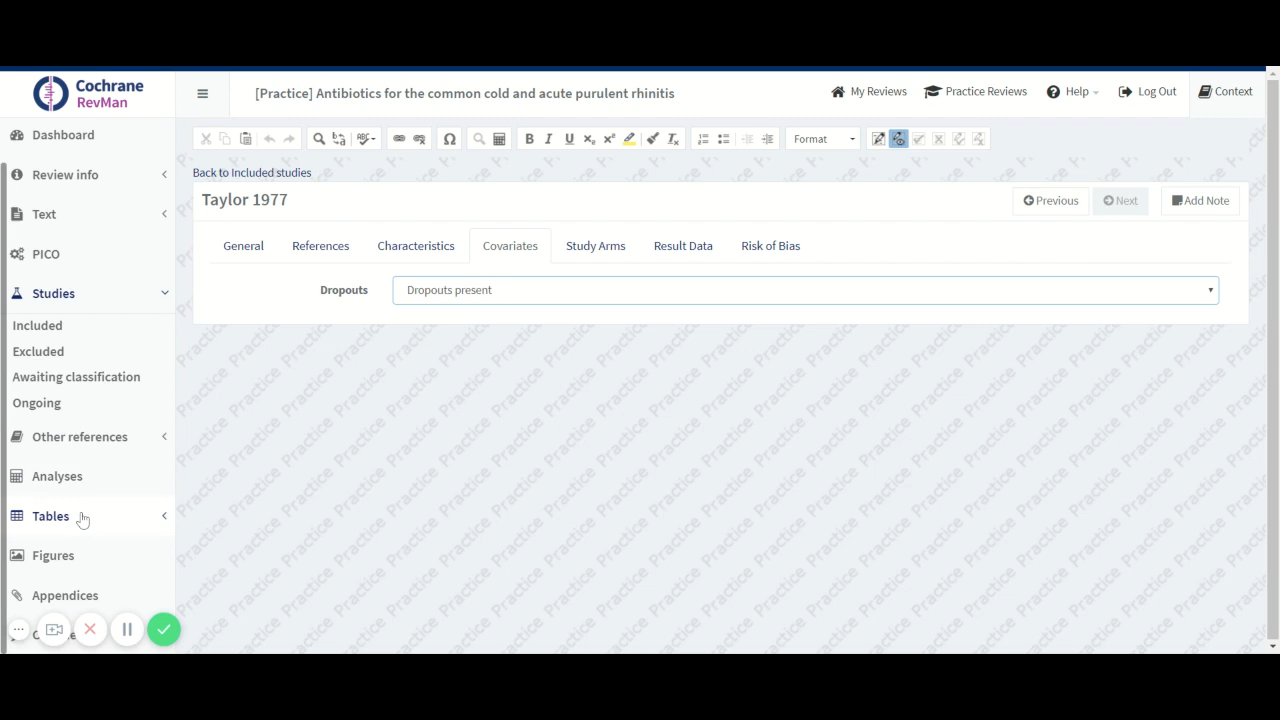 Cochrane
RevMan
[Practice] Antibiotics for the common cold and acute purulent rhinitis
My Reviews
Practice Reviews
Help
Log Out
Context
Dashboard
Review info
Text
PICO
Studies
Included
Excluded
Awaiting classification
Ongoing
Other references
Analyses
Tables
Figures
Appendices
Format
Back to Included studies
Taylor 1977
Previous
Next
Add Note
General
References
Characteristics
Covariates
Study Arms
Result Data
Risk of Bias
Dropouts
Dropouts present
Practice